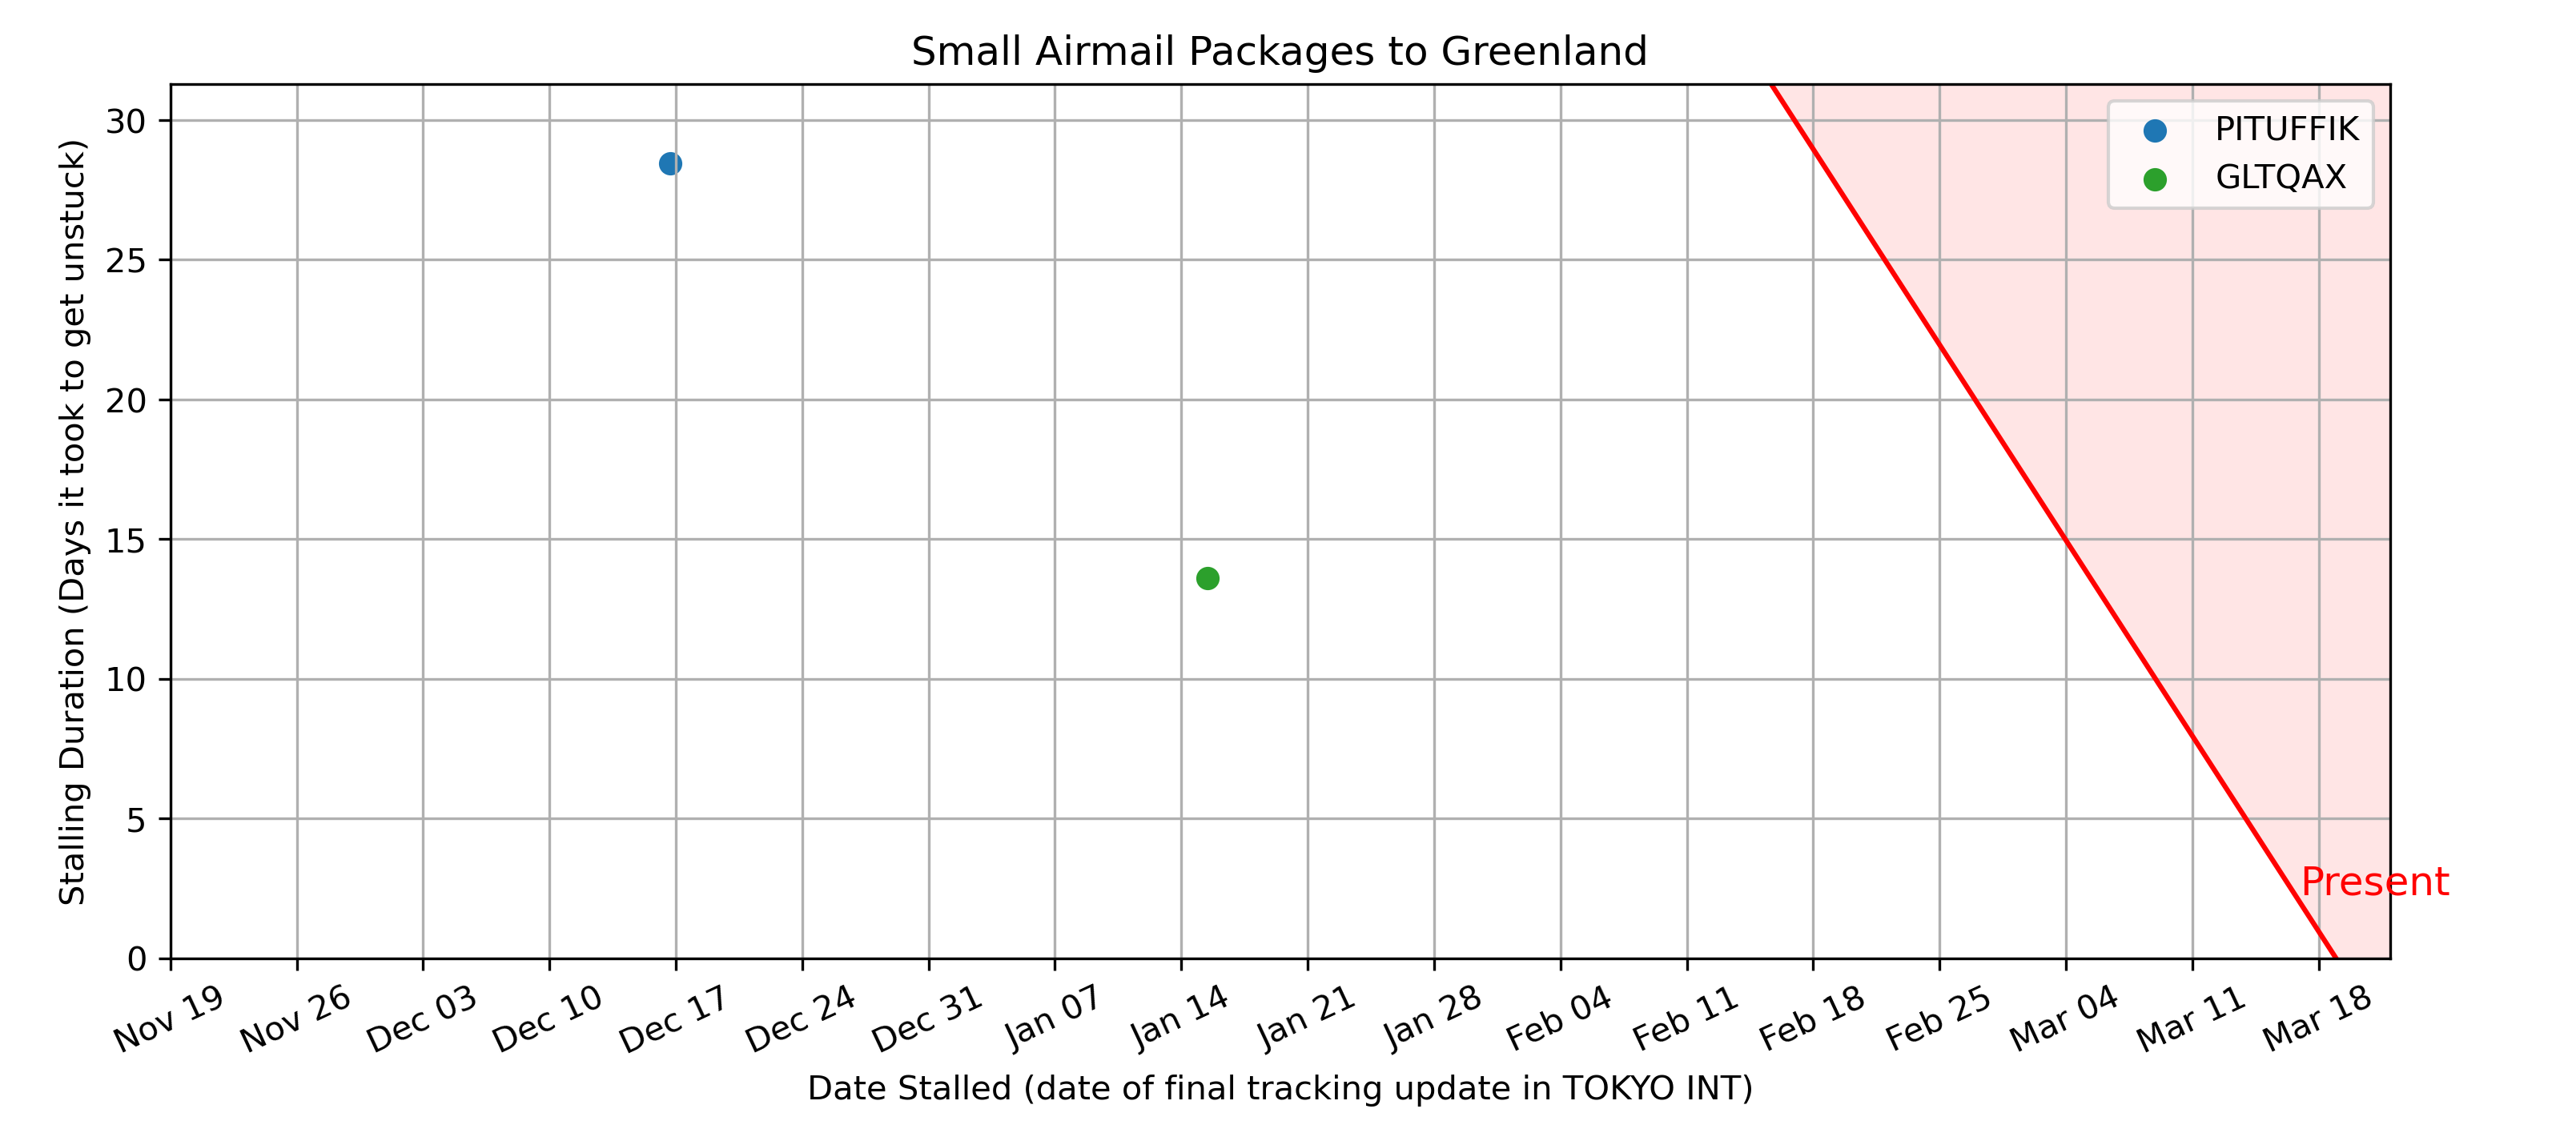 Small Airmail Packages to Greenland
Stalling Duration (Days it took to get unstuck)
30
25
20
15
10
5
0
PITUFFIK
GLTQAX
Present
Nov 19
Nov 26
Dec 03
Dec 10
Dec 17
Dec 24
Dec 31
Jan 07
Jan 14
Jan 21
Jan 28
Feb 04
Feb 11
Feb 18
Feb 25
Mar 04
Mar 11
Mar 18
Date Stalled (date of final tracking update in TOKYO INT)